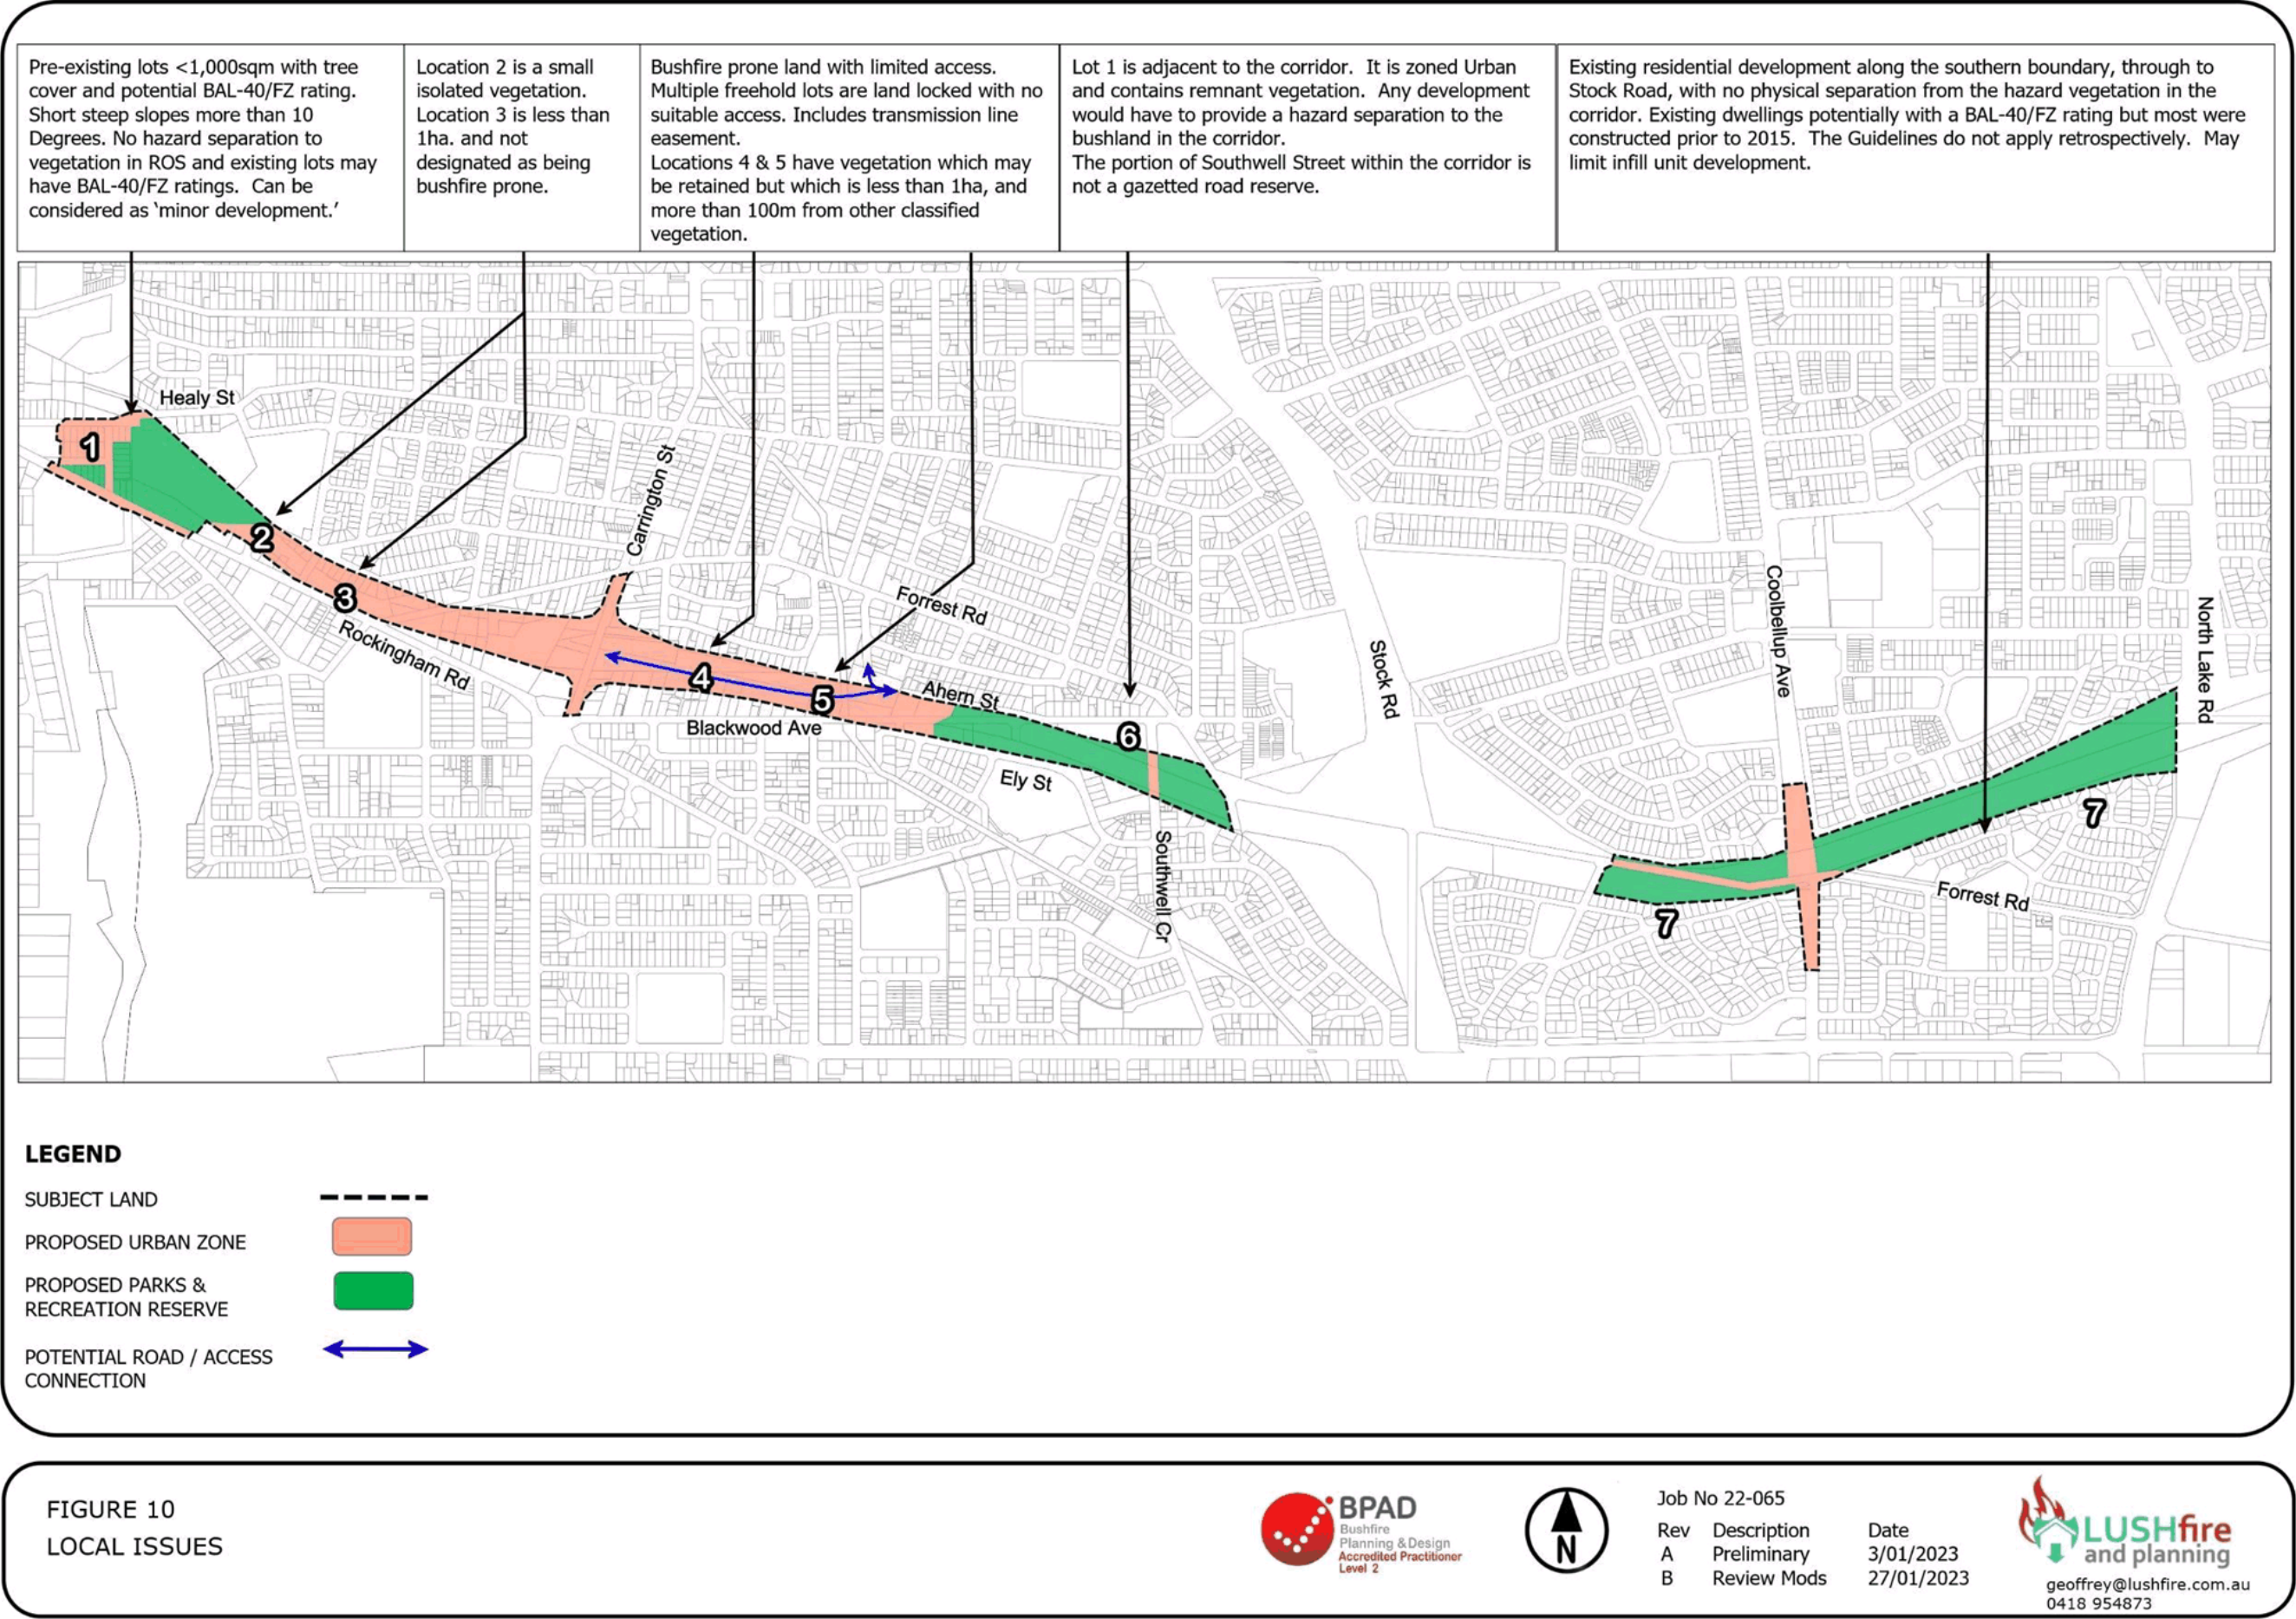 Pre-existing lots <1,000sqm with tree
cover and potential BAL-40/FZ rating.
Short steep slopes more than 10
Degrees. No hazard separation to
vegetation in ROS and existing lots may
have BAL-40/FZ ratings. Can be
considered as ‘minor development.’
Location 2 is a small
isolated vegetation.
Location 3 is less than
1ha. and not
designated as being
bushfire prone.
Bushfire prone land with limited access.
Multiple freehold lots are land locked with no
suitable access. Includes transmission line
easement.
Locations 4 & 5 have vegetation which may
be retained but which is less than 1ha, and
more than 100m from other classified
vegetation.
Lot 1 is adjacent to the corridor. It is zoned Urban
and contains remnant vegetation. Any development
would have to provide a hazard separation to the
bushland in the corridor.
The portion of Southwell Street within the corridor is
not a gazetted road reserve.
Existing residential development along the southern boundary, through to
Stock Road, with no physical separation from the hazard vegetation in the
corridor. Existing dwellings potentially with a BAL-40/FZ rating but most were
constructed prior to 2015. The Guidelines do not apply retrospectively. May
limit infill unit development.
Healy St
1
2
3
Carrington St
Rockingham Rd
Forrest Rd
4
5
Ahern St
Blackwood Ave
6
Ely St
Southwell Cr
Stock Rd
Coolbellup Ave
North Lake Rd
7
Forrest Rd
7
LEGEND
SUBJECT LAND
PROPOSED URBAN ZONE
PROPOSED PARKS &
RECREATION RESERVE
POTENTIAL ROAD / ACCESS
CONNECTION
FIGURE 10
LOCAL ISSUES
BPAD
Bushfire
Planning & Design
Accredited Practitioner
Level 2
N
Job No 22-065
Rev Description Date
A Preliminary 3/01/2023
B Review Mods 27/01/2023
LUSHfire
and planning
geoffrey@lushfire.com.au
0418 954873